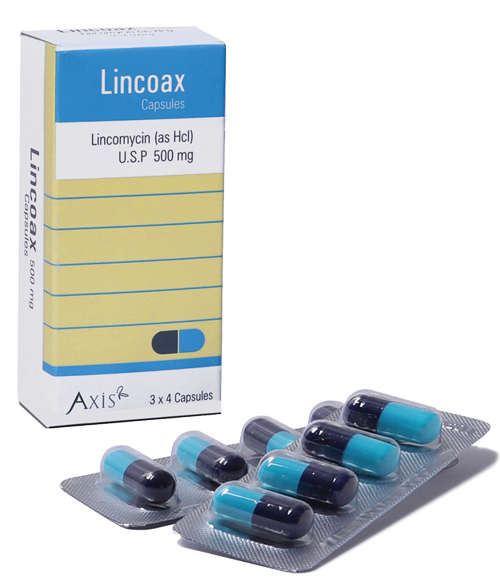 Lincoax
Capsules
Lincomycin (as Hcl)
U.S.P 500 mg
Axis
3 x 4 Capsules
Lincoax
Capsules 500 mg